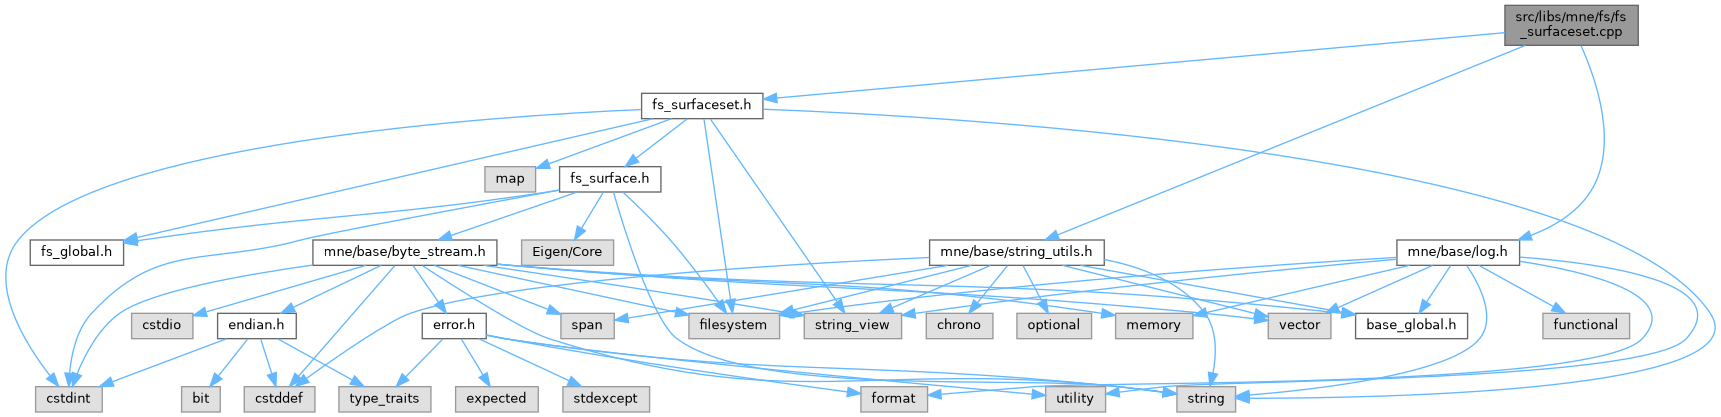 src/libs/mne/fs/fs
_surfaceset.cpp
fs_surfaceset.h
map
fs_surface.h
fs_global.h
mne/base/byte_stream.h
Eigen/Core
mne/base/string_utils.h
mne/base/log.h
cstdio
endian.h
error.h
span
filesystem
string_view
chrono
optional
memory
vector
base_global.h
functional
cstdint
bit
cstddef
type_traits
expected
stdexcept
format
utility
string